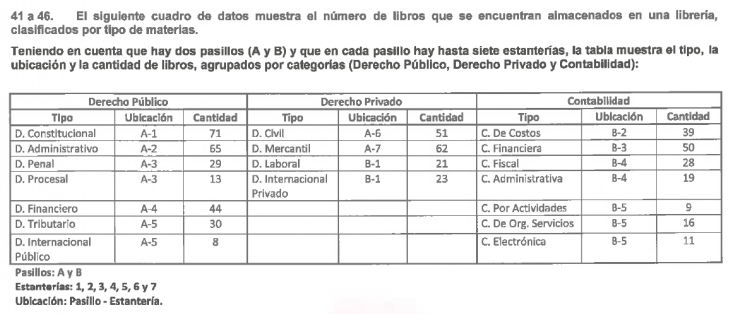 41 a 46. El siguiente cuadro de datos muestra el número de libros que se encuentran almacenados en una librería,
clasificados por tipo de materias.
Teniendo en cuenta que hay dos pasillos (A y B) y que en cada pasillo hay hasta siete estanterías, la tabla muestra el tipo, la
ubicación y la cantidad de libros, agrupados por categorías (Derecho Público, Derecho Privado y Contabilidad):
Derecho Público Derecho Privado Contabilidad
Tipo Ubicación Cantidad Tipo Ubicación Cantidad Tipo Ubicación Cantidad
D. Constitucional A-1 71 D. Civil A-6 51 C. De Costos B-2 39
D. Administrativo A-2 65 D. Mercantil A-7 62 C. Financiera B-3 50
D. Penal A-3 29 D. Laboral B-1 21 C. Fiscal B-4 28
D. Procesal A-3 13 D. Internacional B-1 23 C. Administrativa B-4 19
Privado
D. Financiero A-4 44 C. Por Actividades B-5 9
D. Tributario A-5 30 C. De Org. Servicios B-5 16
D. Internacional A-5 8 C. Electrónica B-5 11
Público
Pasillos: A y B
Estanterías: 1, 2, 3, 4, 5, 6 y 7
Ubicación: Pasillo - Estantería.